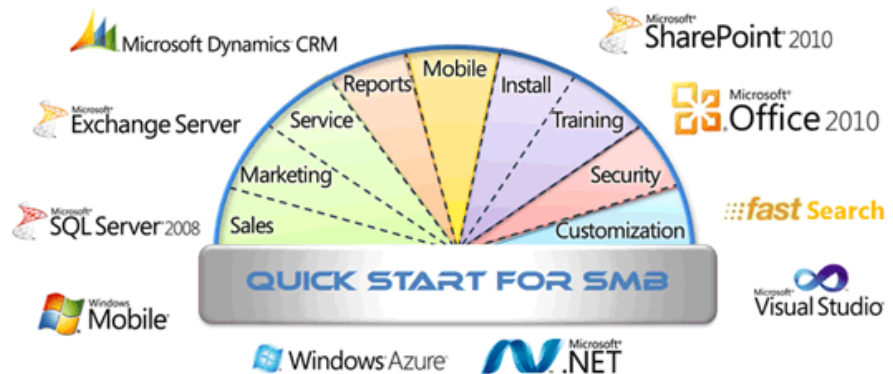 Microsoft Dynamics CRM
Microsoft®
SharePoint 2010
Microsoft®
Exchange Server
Microsoft®
Office 2010
Microsoft®
SQL Server 2008
fast Search
Windows
Mobile®
Microsoft®
Visual Studio®
Windows Azure™
Microsoft®
.NET
Sales
Marketing
Service
Reports
Mobile
Install
Training
Security
Customization
QUICK START FOR SMB